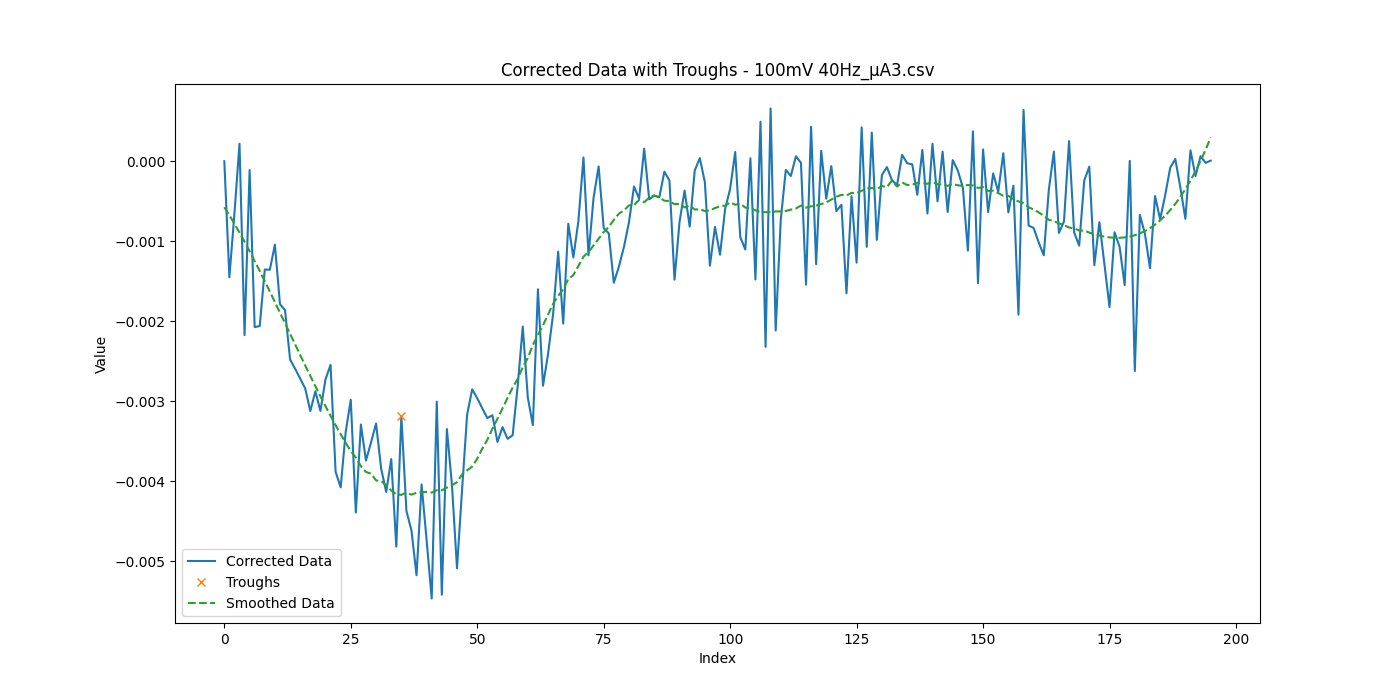 Corrected Data with Troughs - 100mV 40Hz_µA3.csv
0.000
−0.001
−0.002
−0.003
−0.004
−0.005
Value
Corrected Data
Troughs
Smoothed Data
0 25 50 75 100 125 150 175 200
Index